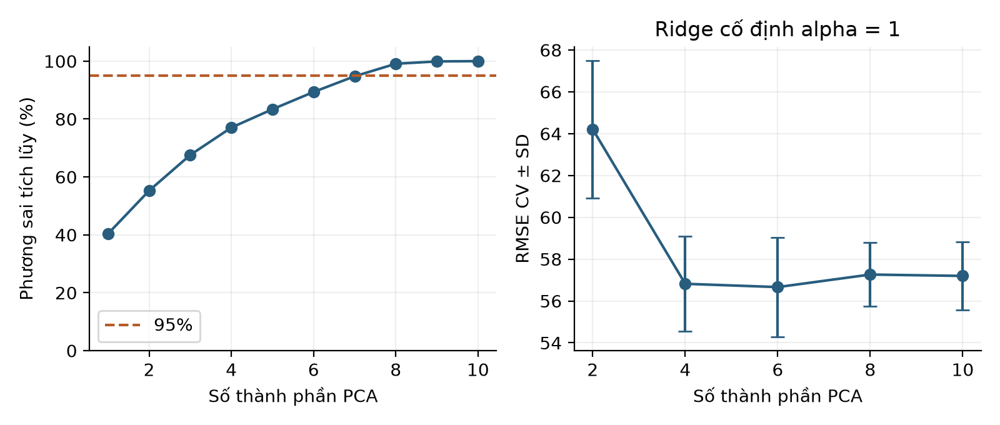 Phương sai tích lũy (%)
100
80
60
40
20
0
95%
2 4 6 8 10
Số thành phần PCA
Ridge cố định alpha = 1
RMSE CV ± SD
68
66
64
62
60
58
56
54
2 4 6 8 10
Số thành phần PCA